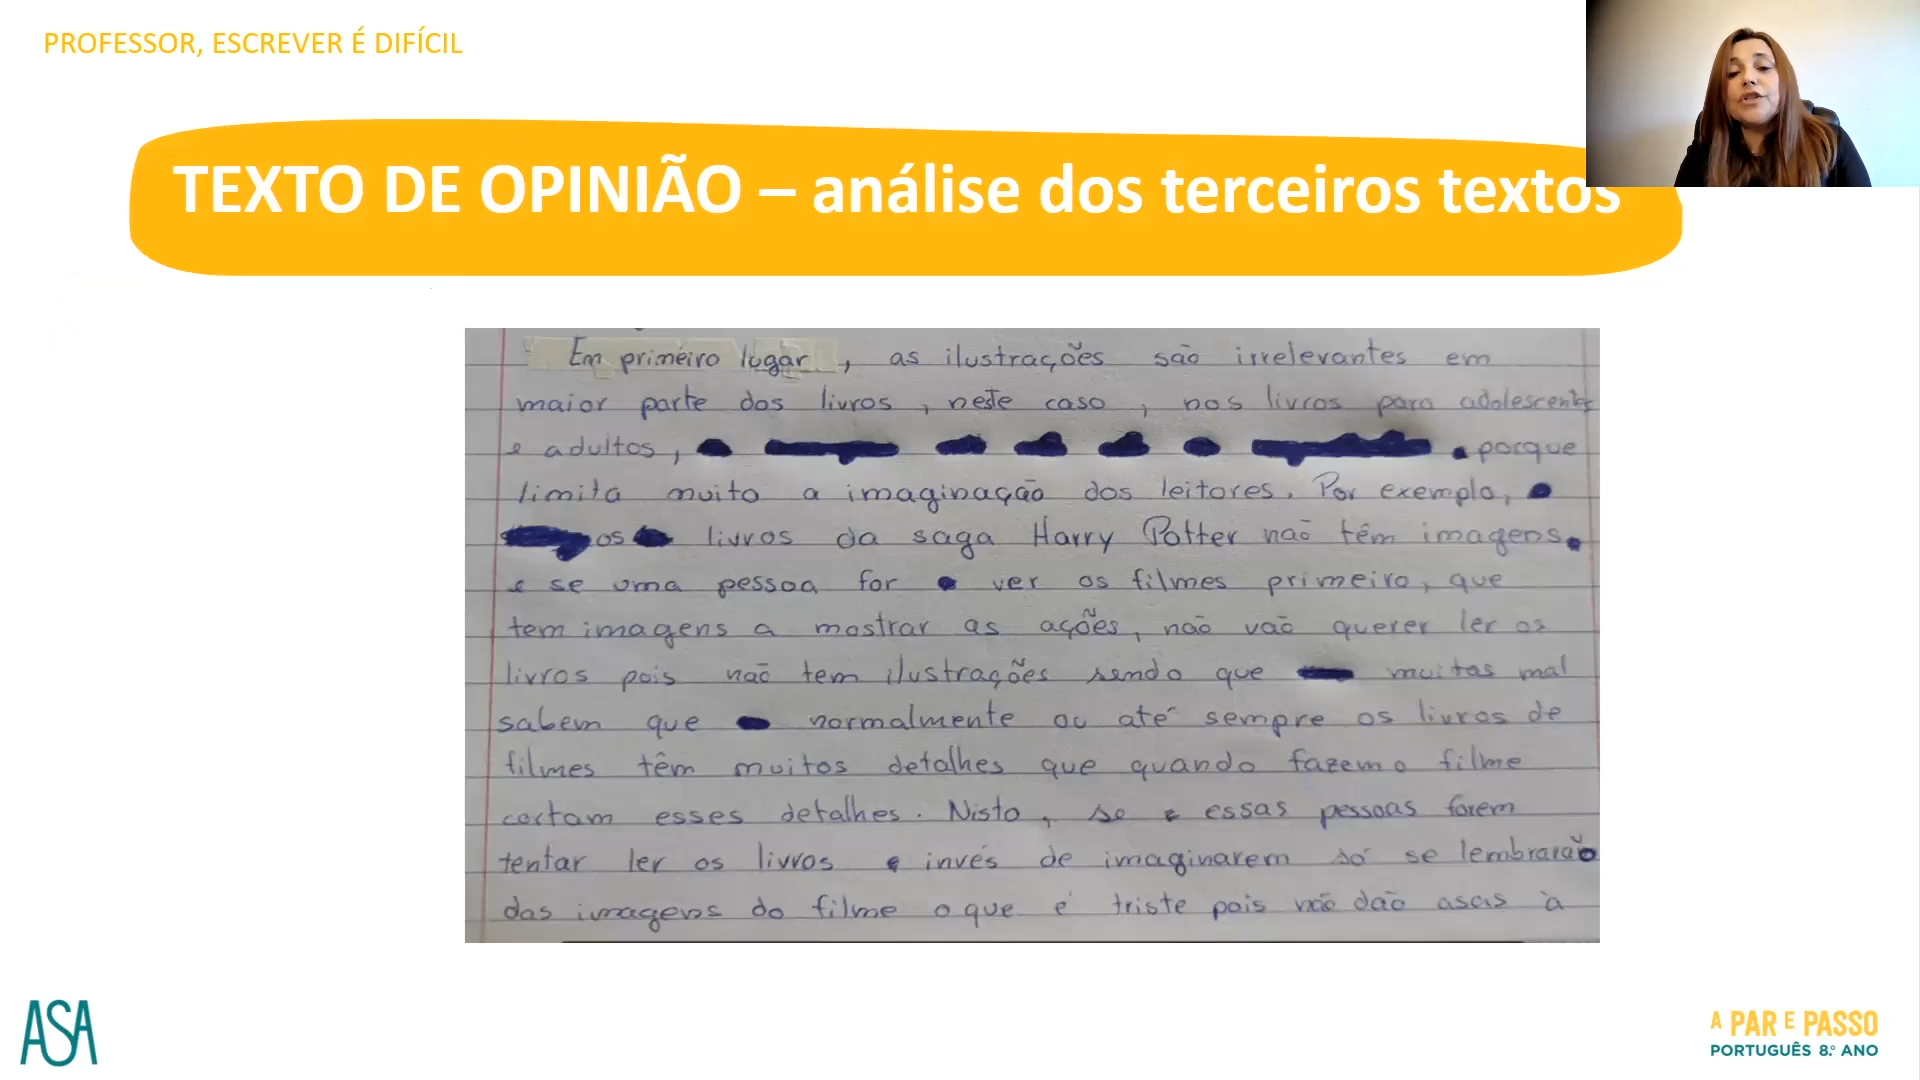 PROFESSOR, ESCREVER É DIFÍCIL
TEXTO DE OPINIÃO – análise dos terceiros textos
Em primeiro lugar, as ilustrações são irrelevantes em
maior parte dos livros, neste caso, nos livros para adolescentes
e adultos, porque
limita muito a imaginação dos leitores. Por exemplo,
os livros da saga Harry Potter não têm imagens
e se uma pessoa for ver os filmes primeiro, que
tem imagens a mostrar as ações, não vão querer ler os
livros pois não tem ilustrações sendo que muitas mal
sabem que normalmente ou até sempre os livros de
filmes têm muitos detalhes que quando fazem o filme
cortam esses detalhes. Nisto, se essas pessoas forem
tentar ler os livros invés de imaginarem só se lembrarão
das imagens do filme o que é triste pois não dão asas à
ASA
A PAR E PASSO
PORTUGUÊS 8.º ANO